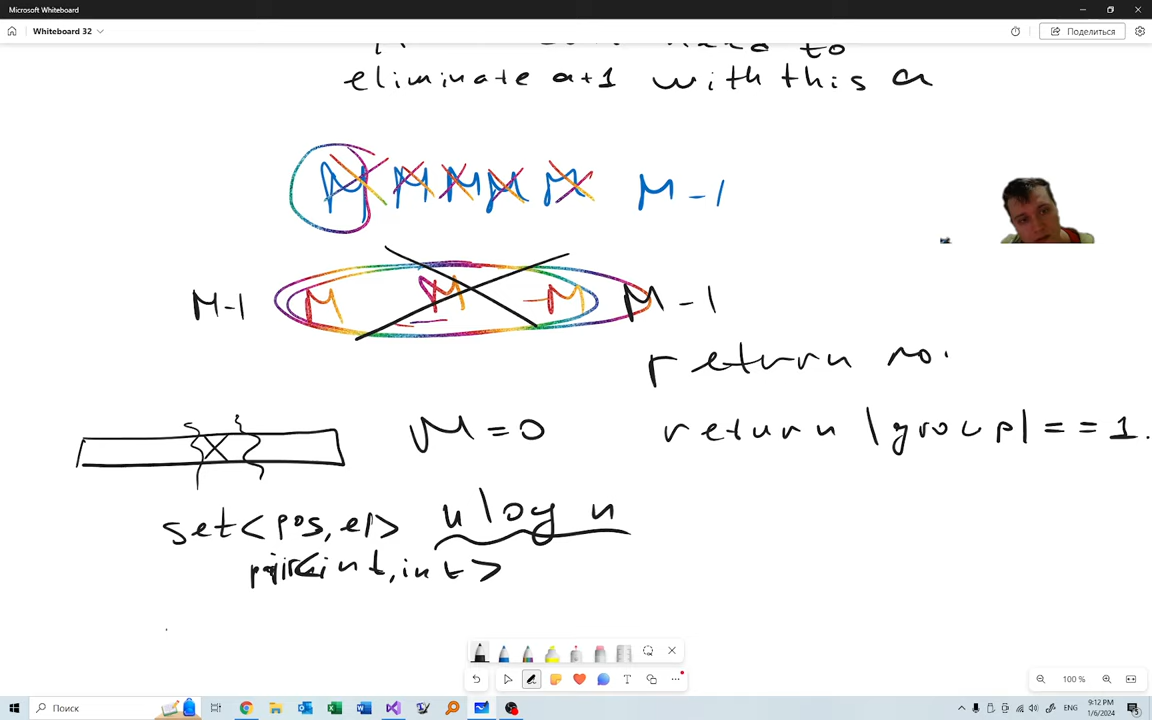 Microsoft Whiteboard
Whiteboard 32
Поделиться
to
eliminate a+1 with this a
M M M M M M-1
M-1 M M M M-1
return no.
M=0 return |group|==1.
set<pos,el> n log n
int,int>
T
100 %
Поиск
ENG
9:12 PM
1/6/2024